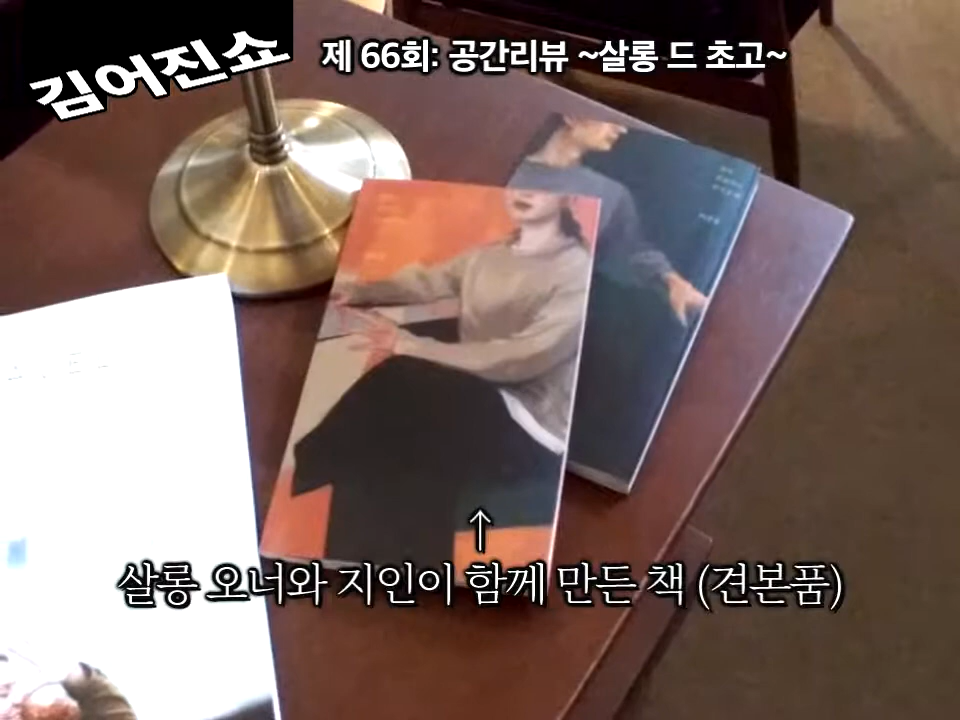 김어진쇼
제 66회: 공간리뷰 ~살롱 드 초고~
↑
살롱 오너와 지인이 함께 만든 책 (견본품)